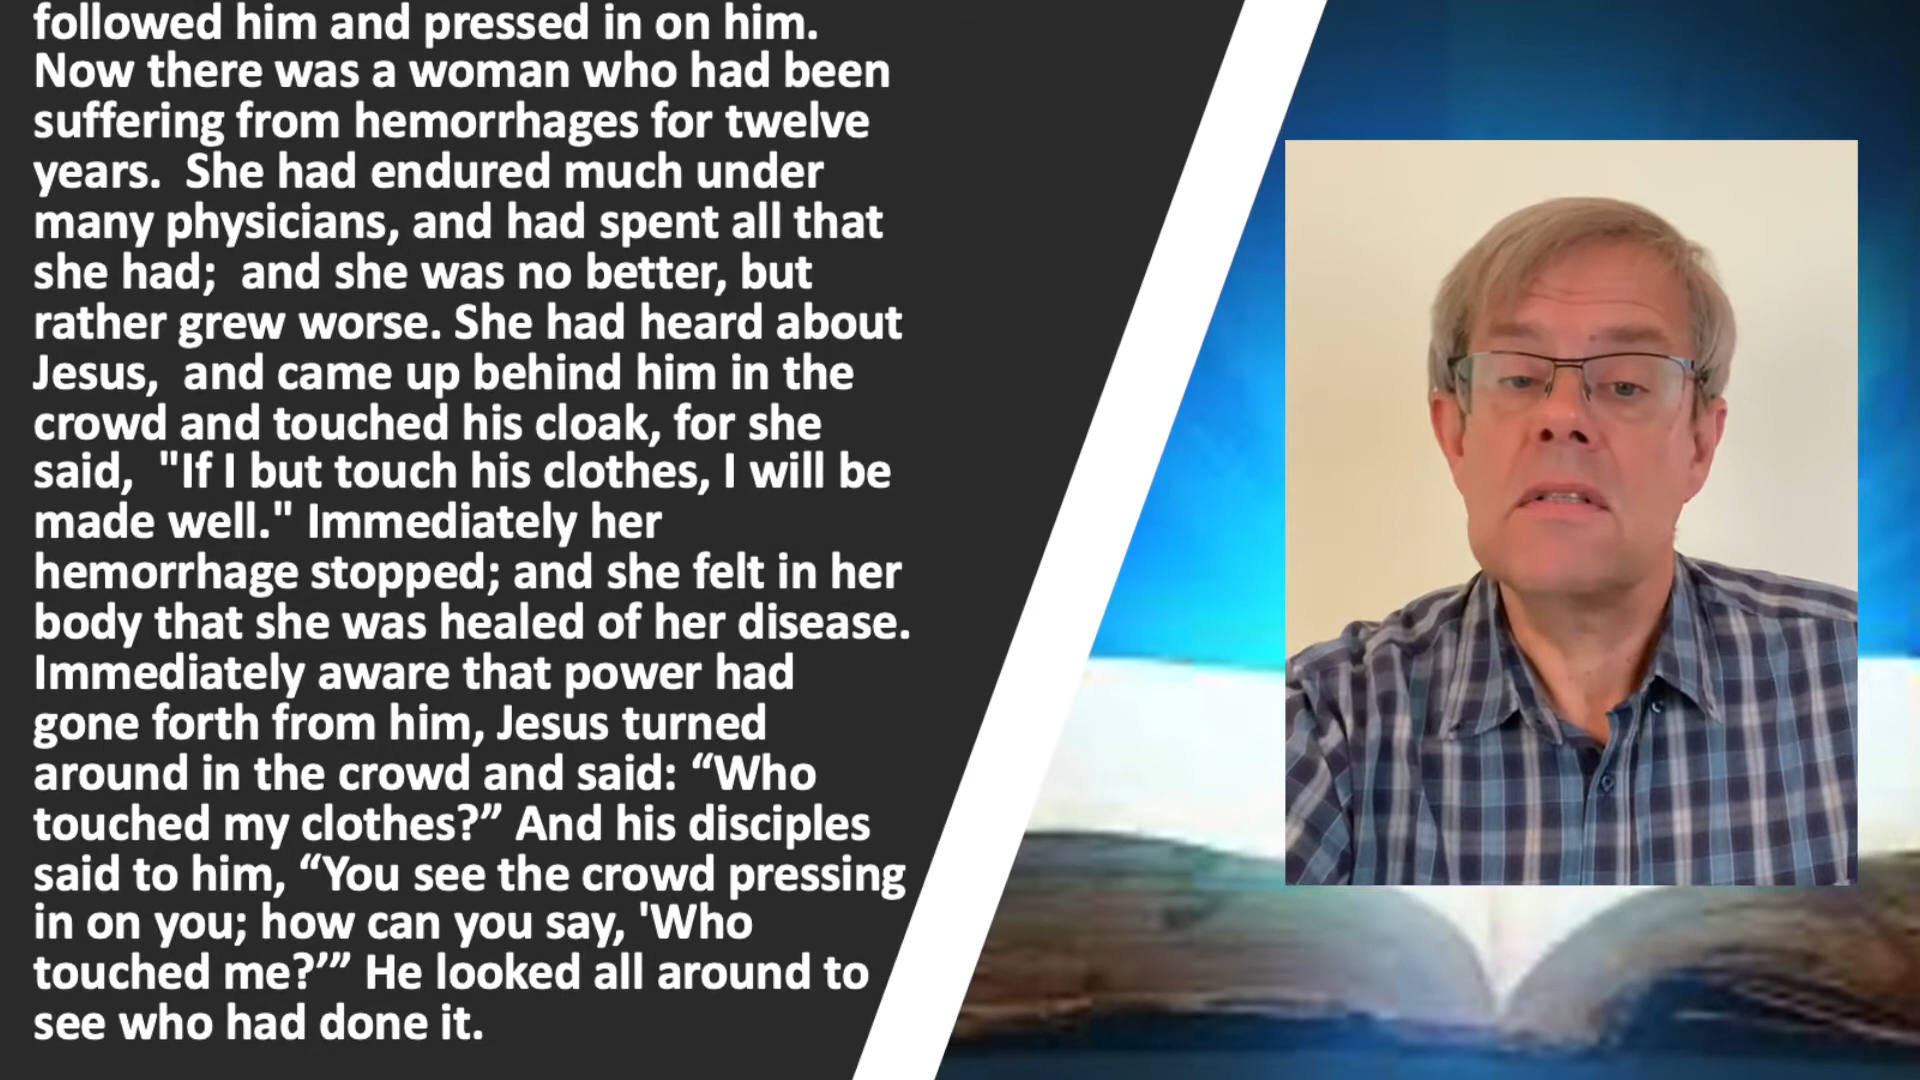 followed him and pressed in on him.
Now there was a woman who had been
suffering from hemorrhages for twelve
years.  She had endured much under
many physicians, and had spent all that
she had;  and she was no better, but
rather grew worse. She had heard about
Jesus,  and came up behind him in the
crowd and touched his cloak, for she
said,  "If I but touch his clothes, I will be
made well." Immediately her
hemorrhage stopped; and she felt in her
body that she was healed of her disease.
Immediately aware that power had
gone forth from him, Jesus turned
around in the crowd and said: “Who
touched my clothes?” And his disciples
said to him, “You see the crowd pressing
in on you; how can you say, 'Who
touched me?’” He looked all around to
see who had done it.